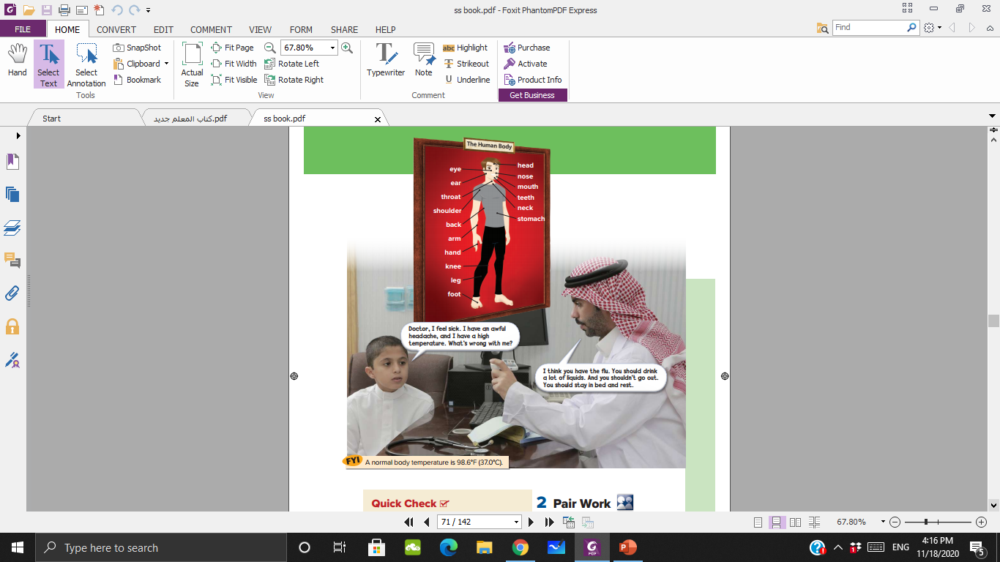 ss book.pdf - Foxit PhantomPDF Express
FILE HOME CONVERT EDIT COMMENT VIEW FORM SHARE HELP
Find
Hand
Select Text
Select Annotation
SnapShot
Clipboard
Bookmark
Tools
Actual Size
Fit Page
Fit Width
Fit Visible
67.80%
Rotate Left
Rotate Right
View
Typewriter
Note
abc Highlight
Strikeout
Underline
Comment
Purchase
Activate
Product Info
Get Business
Start
كتاب المعلم جديد.pdf
ss book.pdf
The Human Body
eye
ear
throat
shoulder
back
arm
hand
knee
leg
foot
head
nose
mouth
teeth
neck
stomach
Doctor, I feel sick. I have an awful
headache, and I have a high
temperature. What's wrong with me?
I think you have the flu. You should drink
a lot of liquids. And you shouldn't go out.
You should stay in bed and rest.
FYI A normal body temperature is 98.6°F (37.0°C).
Quick Check
2 Pair Work
71 / 142
67.80%
Type here to search
ENG
4:16 PM
11/18/2020
5